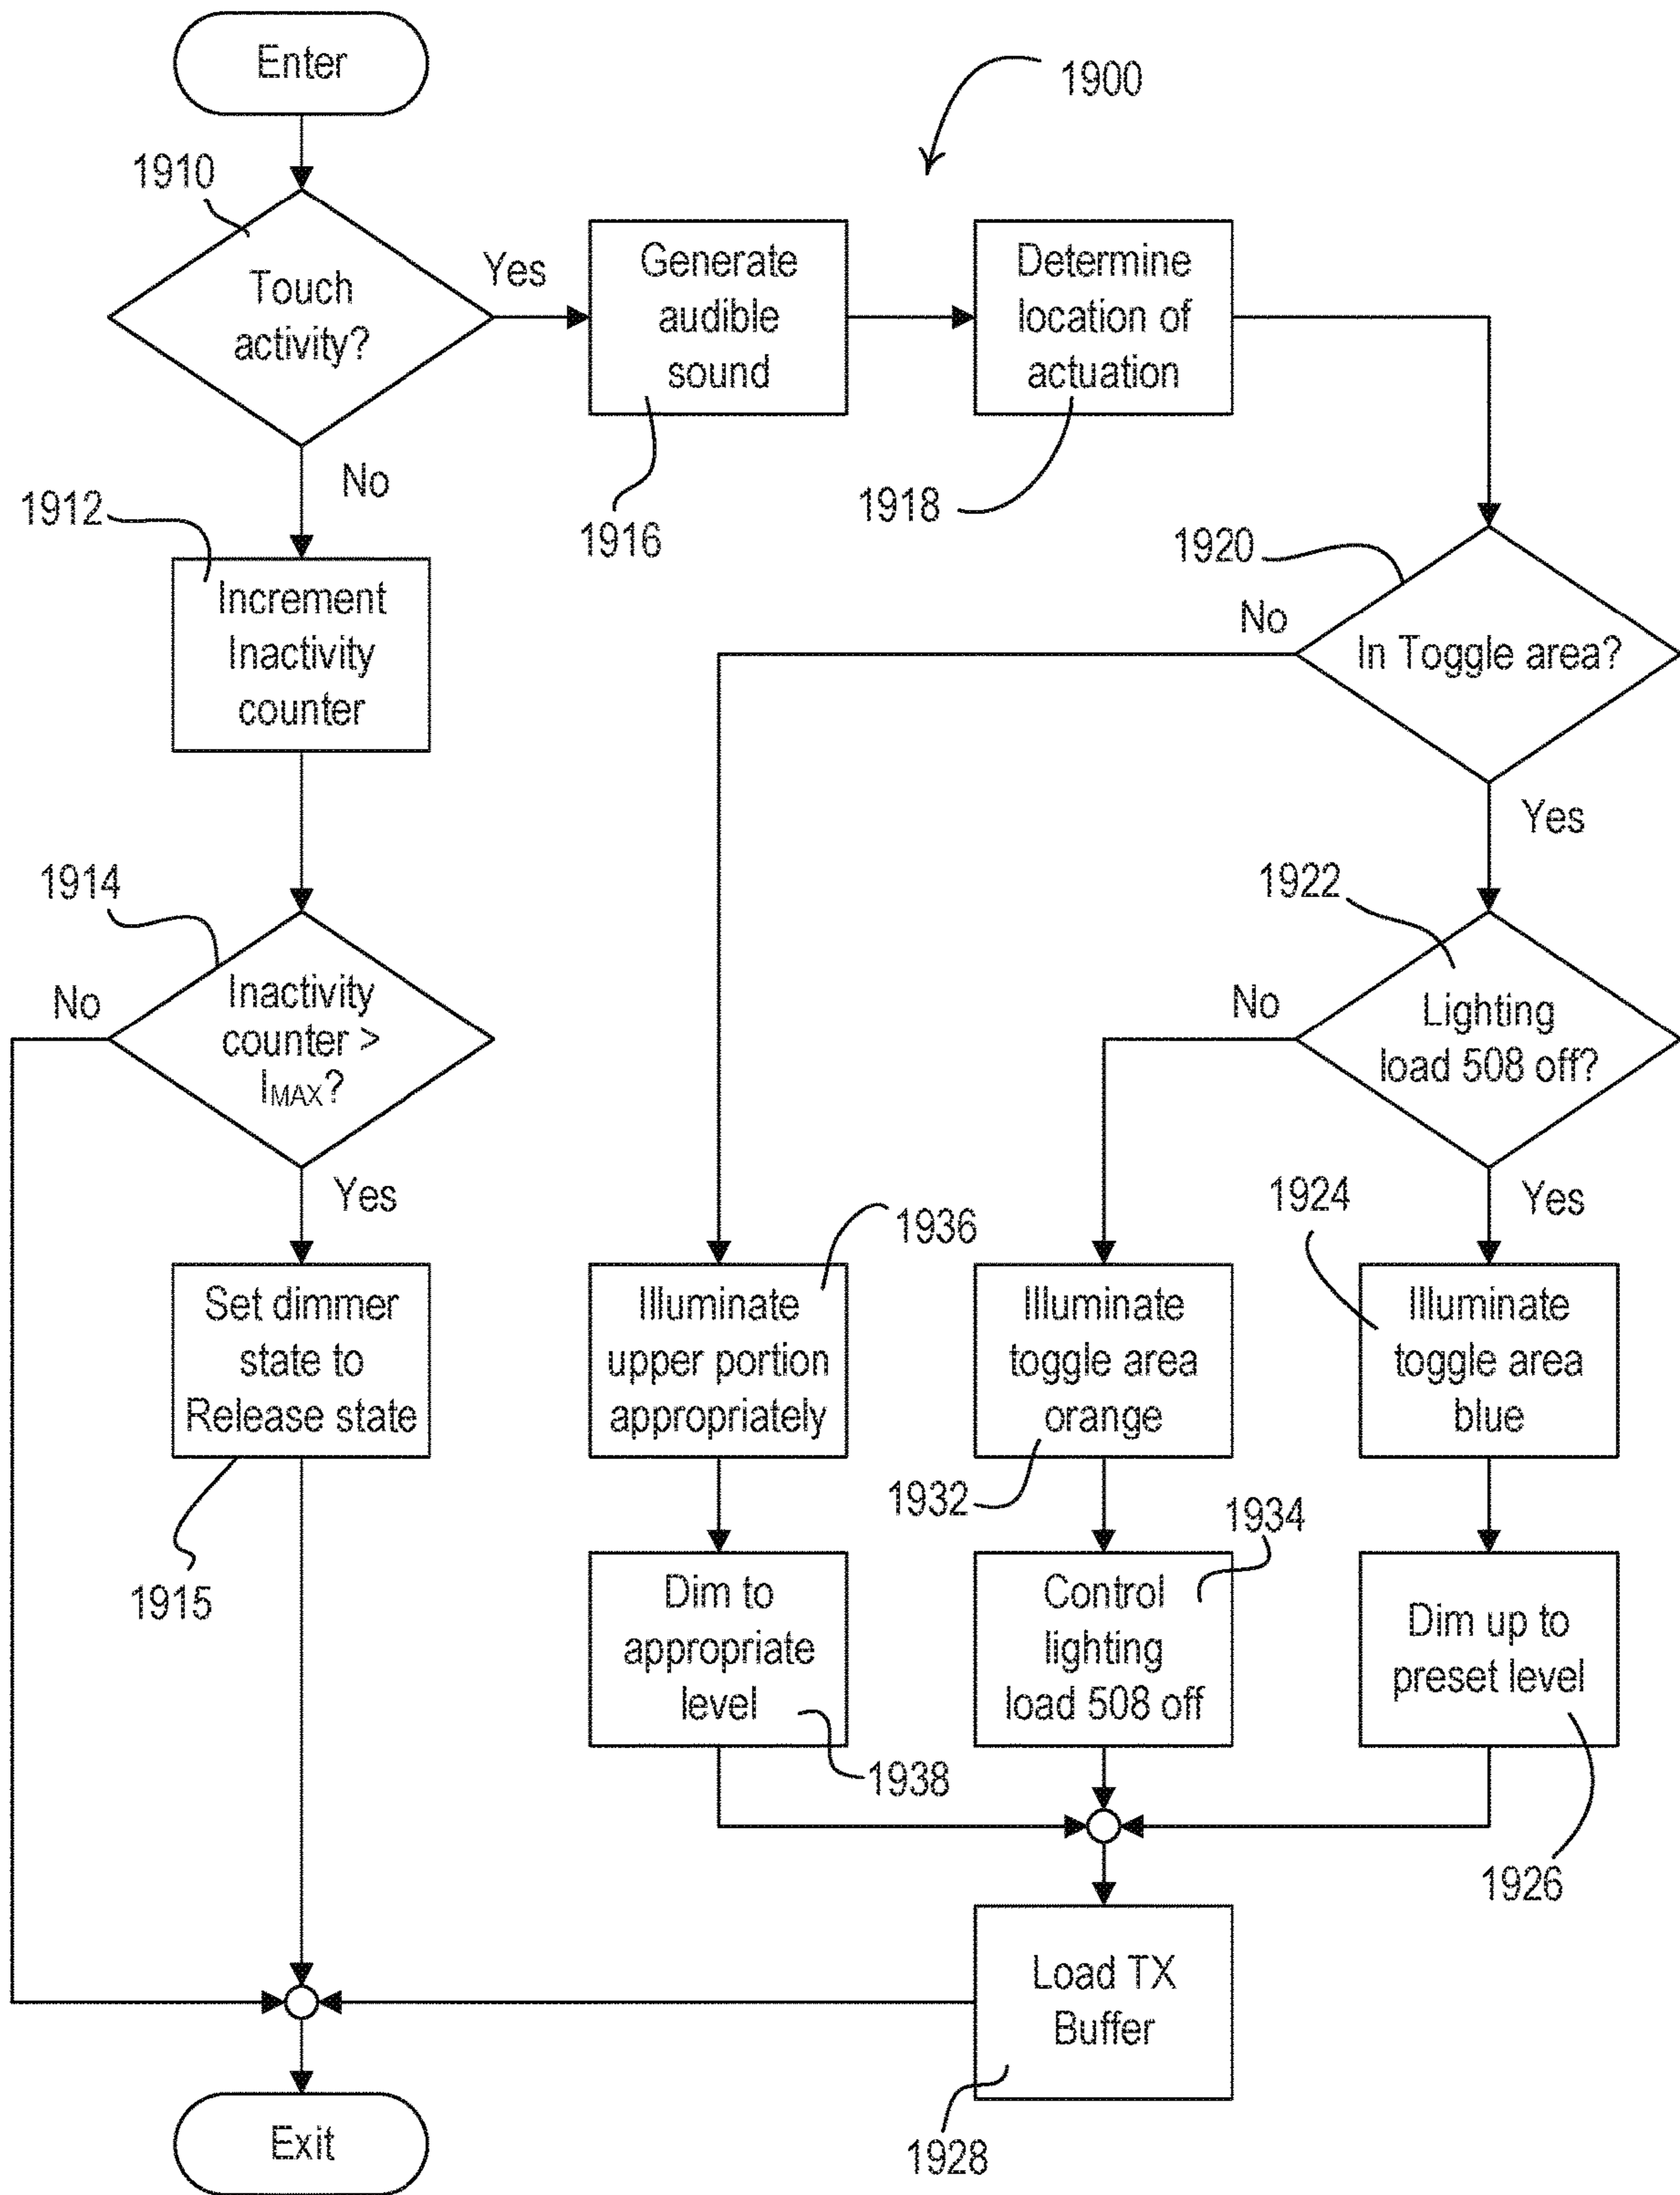 Enter
1900
1910
Touch
activity?
Yes
Generate
audible
sound
Determine
location of
actuation
No
1912
1916
1918
1920
Increment
Inactivity
counter
No
In Toggle area?
Yes
1914
1922
No
Inactivity
counter >
IMAX?
No
Lighting
load 508 off?
Yes
1936
1924
Yes
Set dimmer
state to
Release state
Illuminate
upper portion
appropriately
Illuminate
toggle area
orange
Illuminate
toggle area
blue
1915
1932
1934
Dim to
appropriate
level
Control
lighting
load 508 off
Dim up to
preset level
1938
1926
Load TX
Buffer
Exit
1928